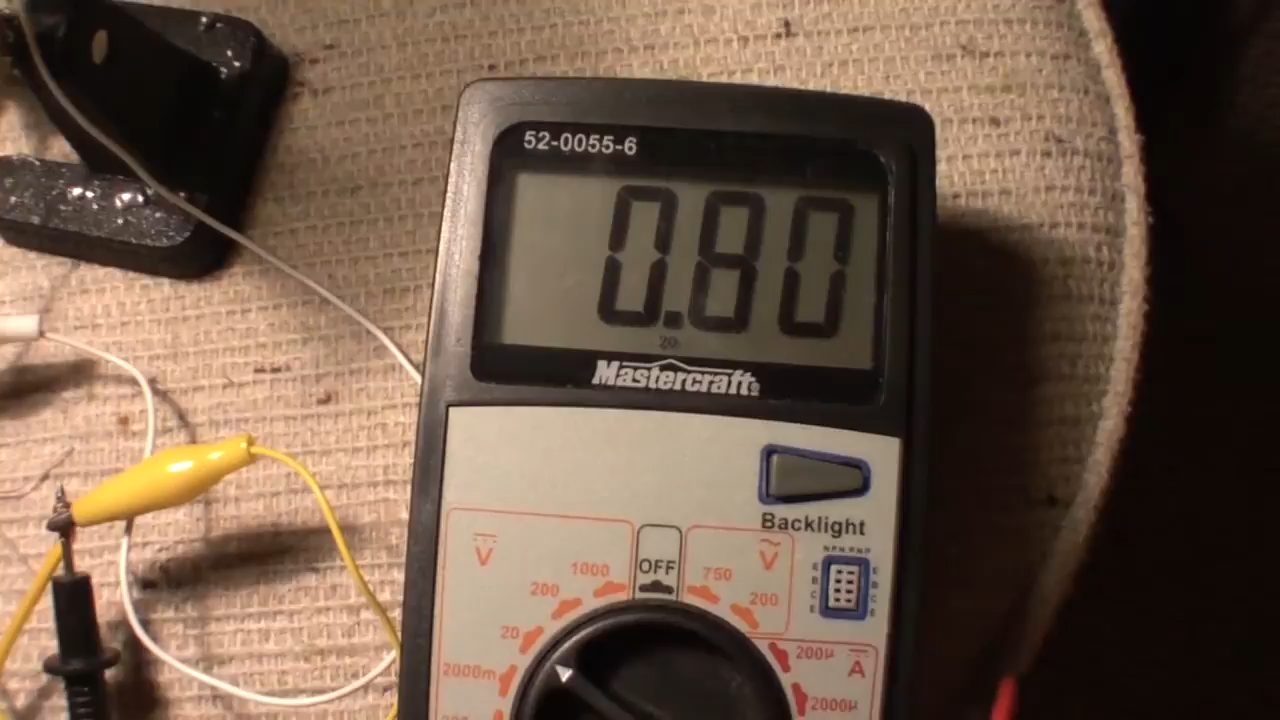 52-0055-6
0.80
20
Mastercraft
Backlight
NPN PNP
E E
B B
C C
E E
V
1000
200
20
2000m
OFF
750
V
200
200µ
A
2000µ